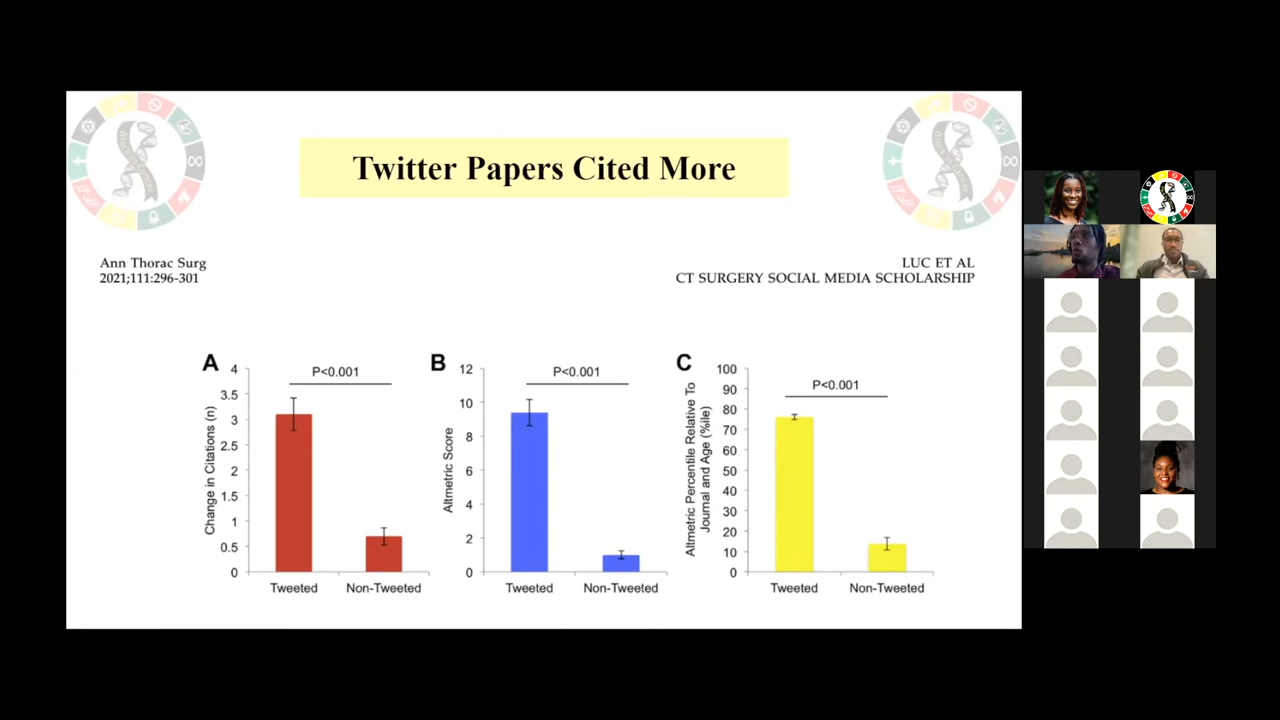 Twitter Papers Cited More
Ann Thorac Surg
2021;111:296-301
LUC ET AL
CT SURGERY SOCIAL MEDIA SCHOLARSHIP
A
P<0.001
Change in Citations (n)
4
3.5
3
2.5
2
1.5
1
0.5
0
Tweeted
Non-Tweeted
B
P<0.001
Altmetric Score
12
10
8
6
4
2
0
Tweeted
Non-Tweeted
C
P<0.001
Altmetric Percentile Relative To
Journal and Age (%ile)
100
90
80
70
60
50
40
30
20
10
0
Tweeted
Non-Tweeted